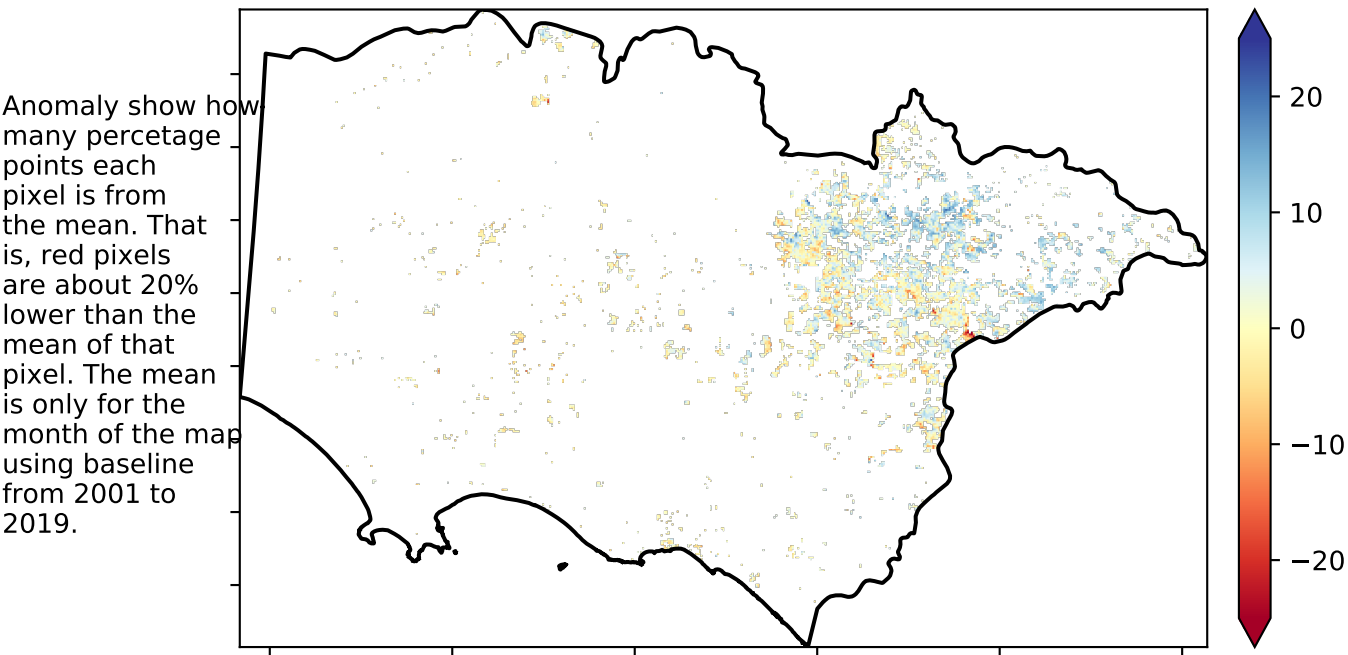 Anomaly show how
many percetage
points each
pixel is from
the mean. That
is, red pixels
are about 20%
lower than the
mean of that
pixel. The mean
is only for the
month of the map
using baseline
from 2001 to
2019.
20
10
0
−10
−20